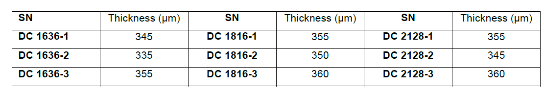 SN Thickness (µm) SN Thickness (µm) SN Thickness (µm)
DC 1636-1 345 DC 1816-1 355 DC 2128-1 355
DC 1636-2 335 DC 1816-2 350 DC 2128-2 345
DC 1636-3 355 DC 1816-3 360 DC 2128-3 360